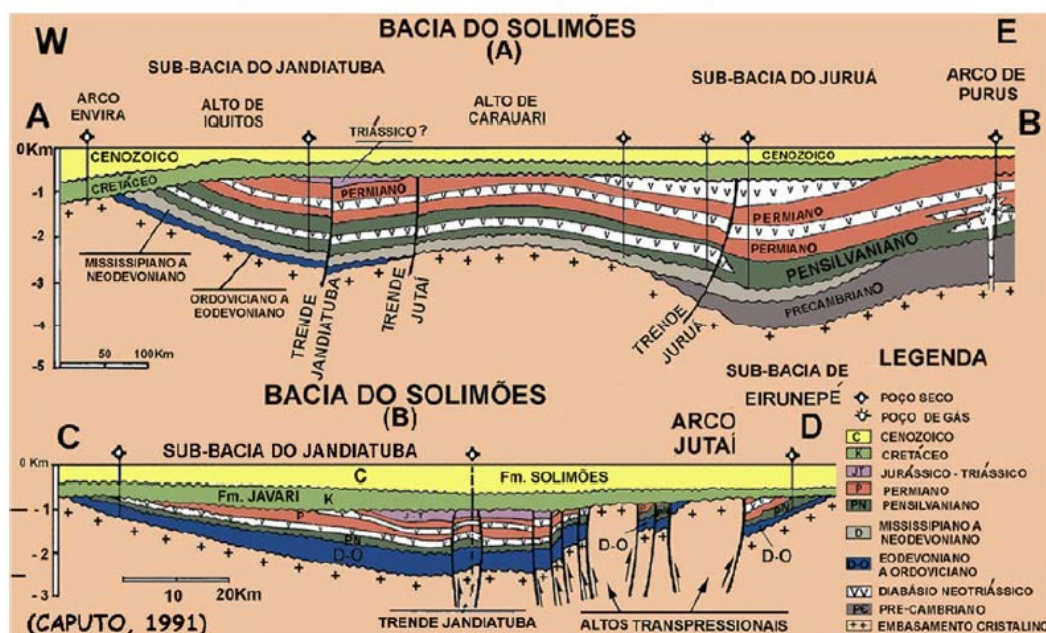 BACIA DO SOLIMÕES
(A)
W
E
SUB-BACIA DO JANDIATUBA
SUB-BACIA DO JURUÁ
ARCO
ENVIRA
ALTO DE
IQUITOS
TRIÁSSICO?
ALTO DE
CARAUARI
ARCO DE
PURUS
A
B
0Km
-1
-2
-3
-4
-5
CENOZOICO
CRETÁCEO
CENOZOICO
PERMIANO
PERMIANO
PERMIANO
PENSILVANIANO
PRECAMBRIANO
MISSISSIPIANO A
NEODEVONIANO
ORDOVICIANO A
EODEVONIANO
TRENDE
JANDIATUBA
TRENDE
JUTAÍ
TRENDE
JURUÁ
50 100Km
BACIA DO SOLIMÕES
(B)
SUB-BACIA DE
EIRUNEPÉ
C
D
SUB-BACIA DO JANDIATUBA
ARCO
JUTAÍ
0 Km
-1
-2
-3
C
Fm. SOLIMÕES
Fm. JAVARI
K
J T
P
PN
D-O
D-O
D-O
10 20Km
TRENDE JANDIATUBA
ALTOS TRANSPRESSIONAIS
(CAPUTO, 1991)
LEGENDA
POÇO SECO
POÇO DE GÁS
C CENOZOICO
K CRETÁCEO
JT JURÁSSICO - TRIÁSSICO
P PERMIANO
PN PENSILVANIANO
D MISSISSIPIANO A
NEODEVONIANO
D-O EODEVONIANO
A ORDOVICIANO
DIABÁSIO NEOTRIÁSSICO
PЄ PRE-CAMBRIANO
EMBASAMENTO CRISTALINO